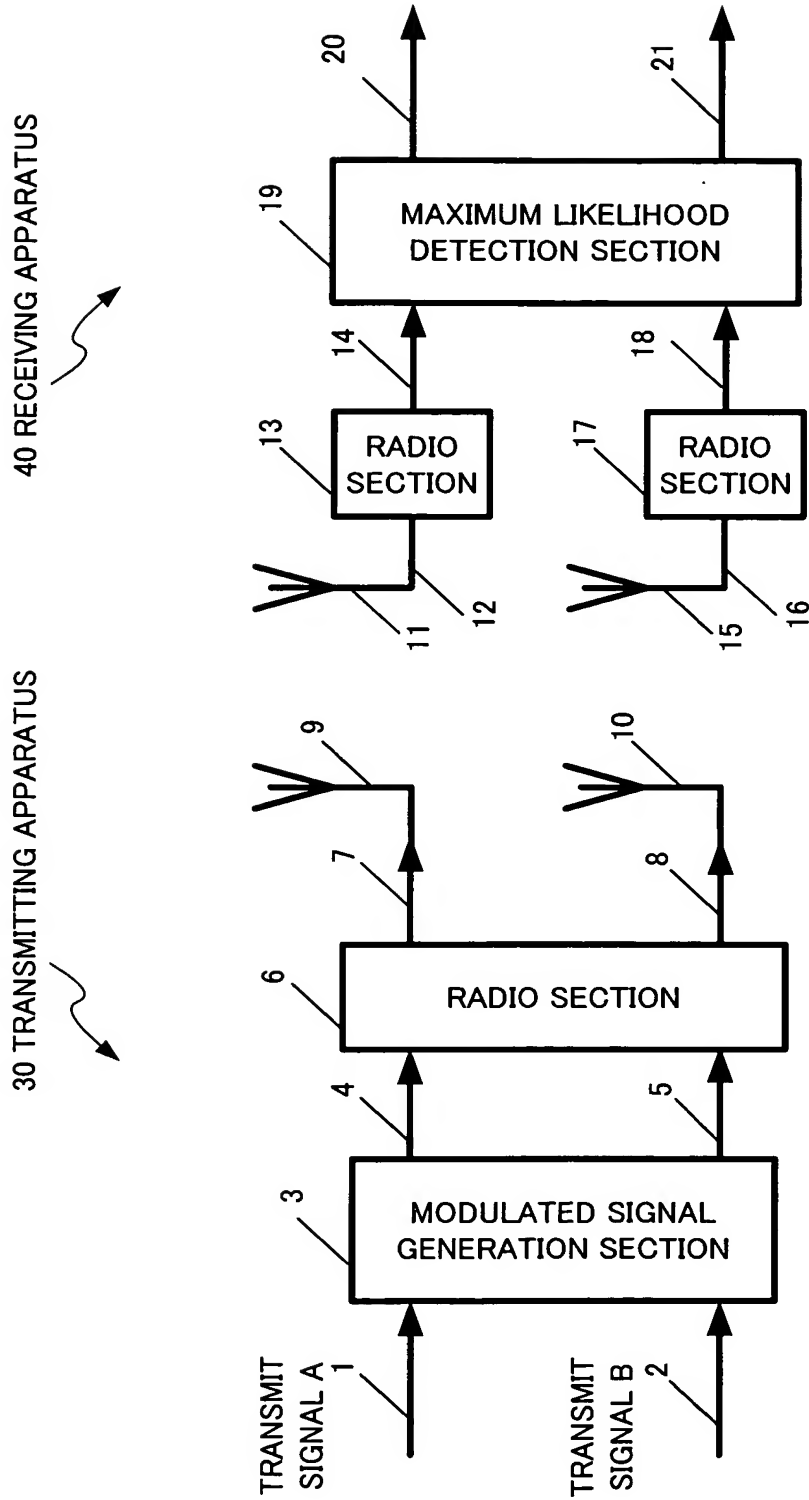 30 TRANSMITTING APPARATUS
40 RECEIVING APPARATUS
TRANSMIT
SIGNAL A
1
TRANSMIT
SIGNAL B
2
3
MODULATED SIGNAL
GENERATION SECTION
4
5
6
RADIO SECTION
7
8
9
10
11
12
13
RADIO
SECTION
14
15
16
17
RADIO
SECTION
18
19
MAXIMUM LIKELIHOOD
DETECTION SECTION
20
21